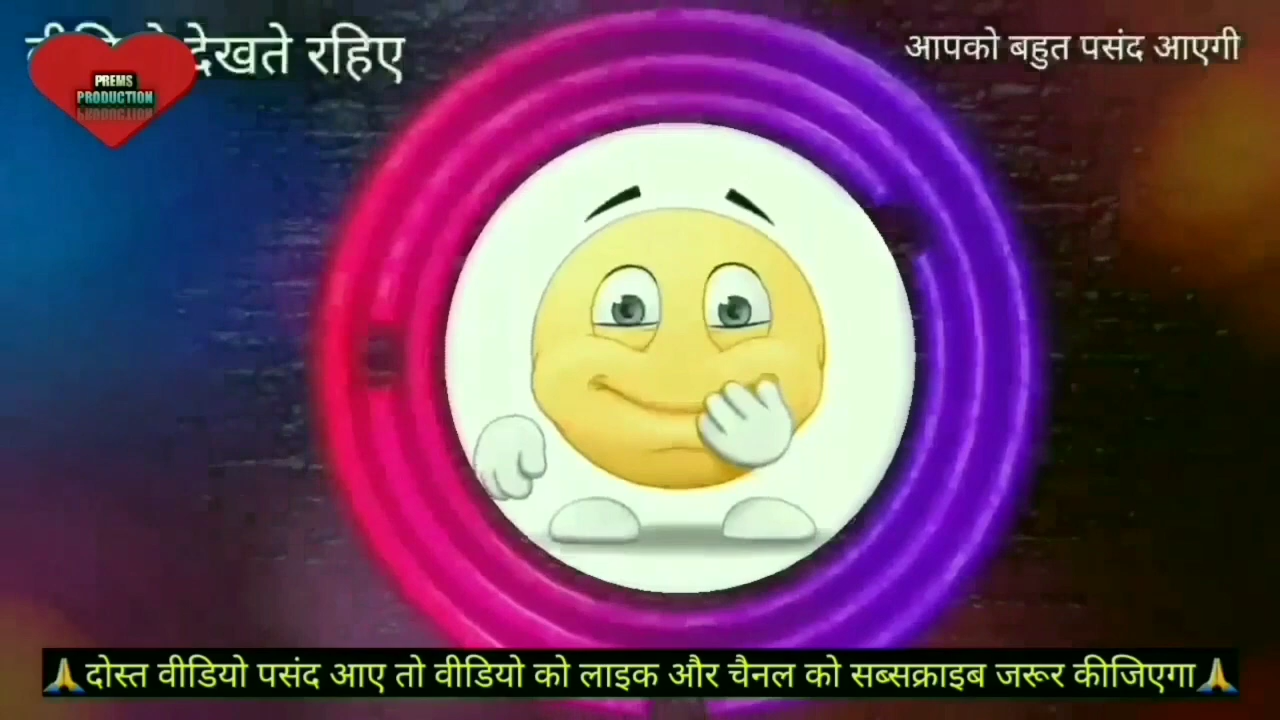 देखते रहिए
आपको बहुत पसंद आएगी
PREMS
PRODUCTION
🙏दोस्त वीडियो पसंद आए तो वीडियो को लाइक और चैनल को सब्सक्राइब जरूर कीजिएगा🙏